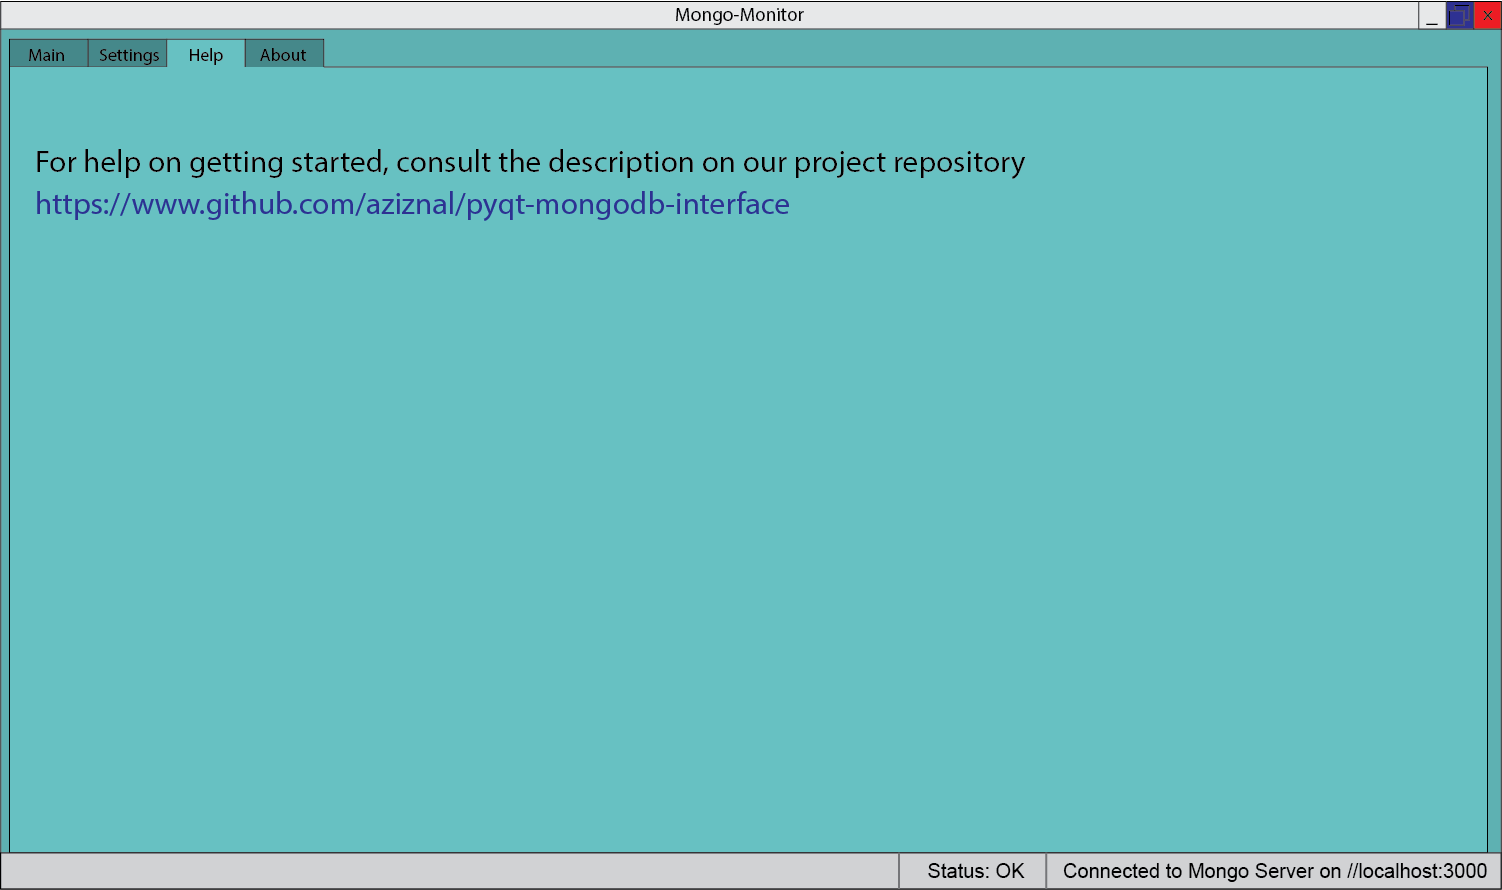 Mongo-Monitor
Main Settings Help About
For help on getting started, consult the description on our project repository
https://www.github.com/aziznal/pyqt-mongodb-interface
Status: OK Connected to Mongo Server on //localhost:3000